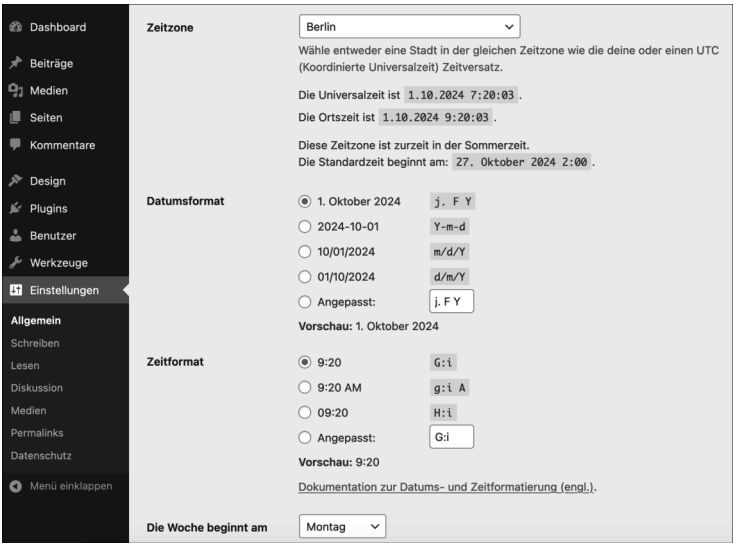 Dashboard
Beiträge
Medien
Seiten
Kommentare
Design
Plugins
Benutzer
Werkzeuge
Einstellungen
Allgemein
Schreiben
Lesen
Diskussion
Medien
Permalinks
Datenschutz
Menü einklappen
Zeitzone
Berlin
Wähle entweder eine Stadt in der gleichen Zeitzone wie die deine oder einen UTC
(Koordinierte Universalzeit) Zeitversatz.
Die Universalzeit ist 1.10.2024 7:20:03 .
Die Ortszeit ist 1.10.2024 9:20:03 .
Diese Zeitzone ist zurzeit in der Sommerzeit.
Die Standardzeit beginnt am: 27. Oktober 2024 2:00 .
Datumsformat
1. Oktober 2024 j. F Y
2024-10-01 Y-m-d
10/01/2024 m/d/Y
01/10/2024 d/m/Y
Angepasst: j. F Y
Vorschau: 1. Oktober 2024
Zeitformat
9:20 G:i
9:20 AM g:i A
09:20 H:i
Angepasst: G:i
Vorschau: 9:20
Dokumentation zur Datums- und Zeitformatierung (engl.).
Die Woche beginnt am Montag